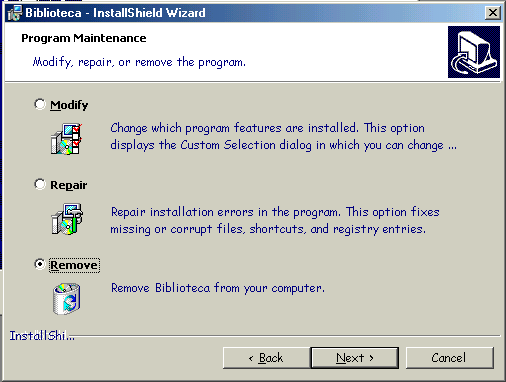 Biblioteca - InstallShield Wizard
Program Maintenance
Modify, repair, or remove the program.
Modify
Change which program features are installed. This option
displays the Custom Selection dialog in which you can change ...
Repair
Repair installation errors in the program. This option fixes
missing or corrupt files, shortcuts, and registry entries.
Remove
Remove Biblioteca from your computer.
InstallShi...
< Back
Next >
Cancel